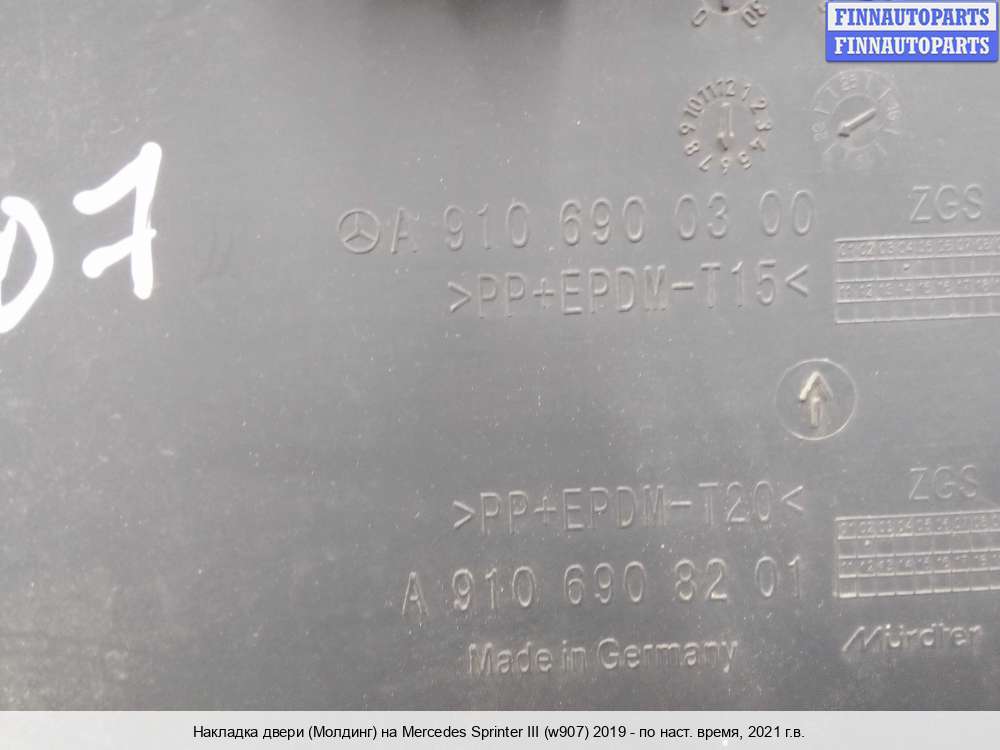 FINNAUTOPARTS
FINNAUTOPARTS
07
A 910 690 03 00
ZGS
>PP+EPDM-T15<
ZGS
>PP+EPDM-T20<
A 910 690 82 01
Made in Germany
Mürdter
Накладка двери (Молдинг) на Mercedes Sprinter III (w907) 2019 - по наст. время, 2021 г.в.